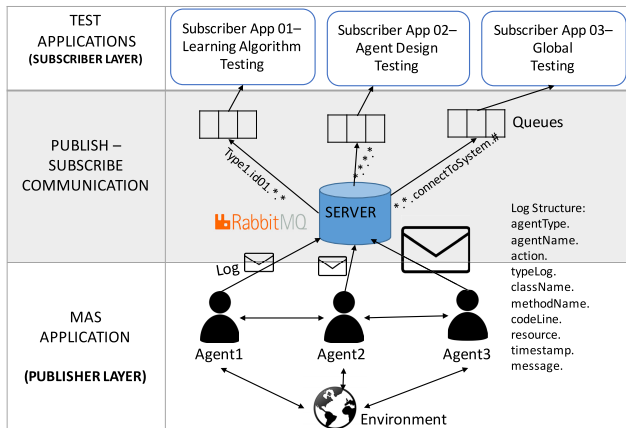 TEST
APPLICATIONS
(SUBSCRIBER LAYER)
Subscriber App 01–
Learning Algorithm
Testing
Subscriber App 02–
Agent Design
Testing
Subscriber App 03–
Global
Testing
PUBLISH –
SUBSCRIBE
COMMUNICATION
Queues
Type1.id01.*.*
*.*.*.*
*.*.connectToSystem.#
RabbitMQ
SERVER
Log Structure:
agentType.
agentName.
action.
typeLog.
className.
methodName.
codeLine.
resource.
timestamp.
message.
Log
MAS
APPLICATION
(PUBLISHER LAYER)
Agent1
Agent2
Agent3
Environment